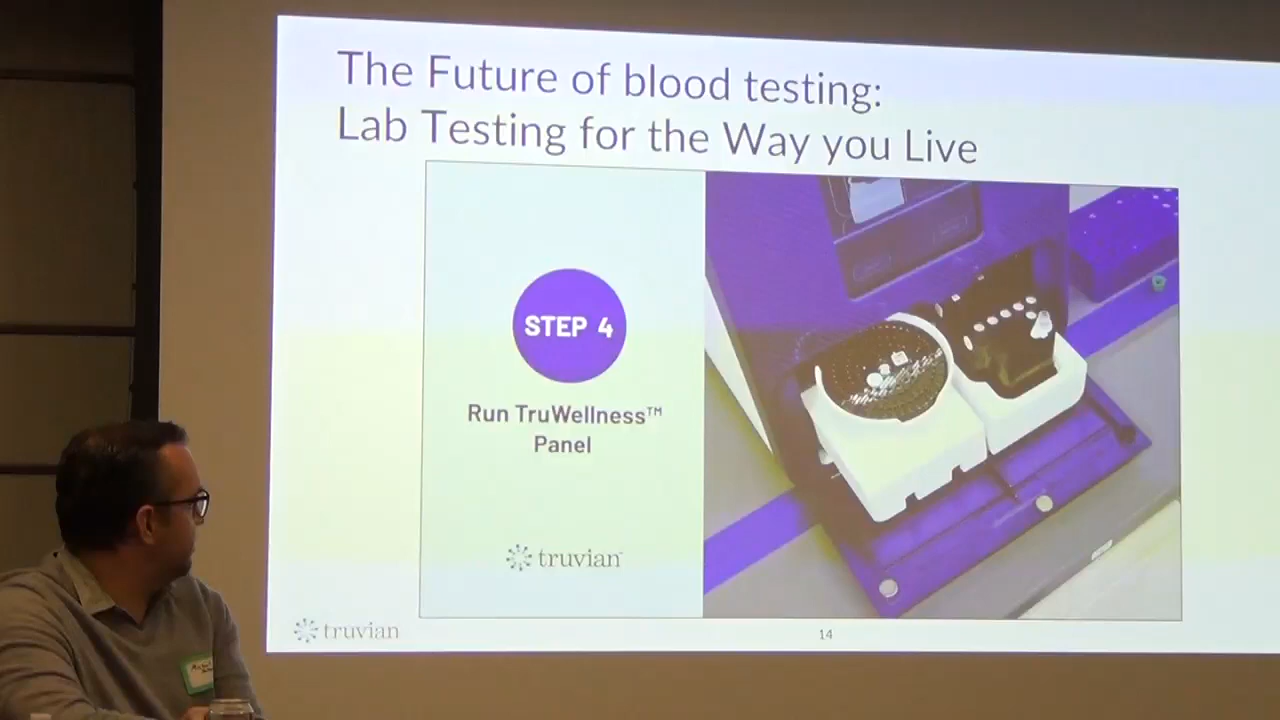 The Future of blood testing:
Lab Testing for the Way you Live
STEP 4
Run TruWellness™
Panel
truvian
truvian
14